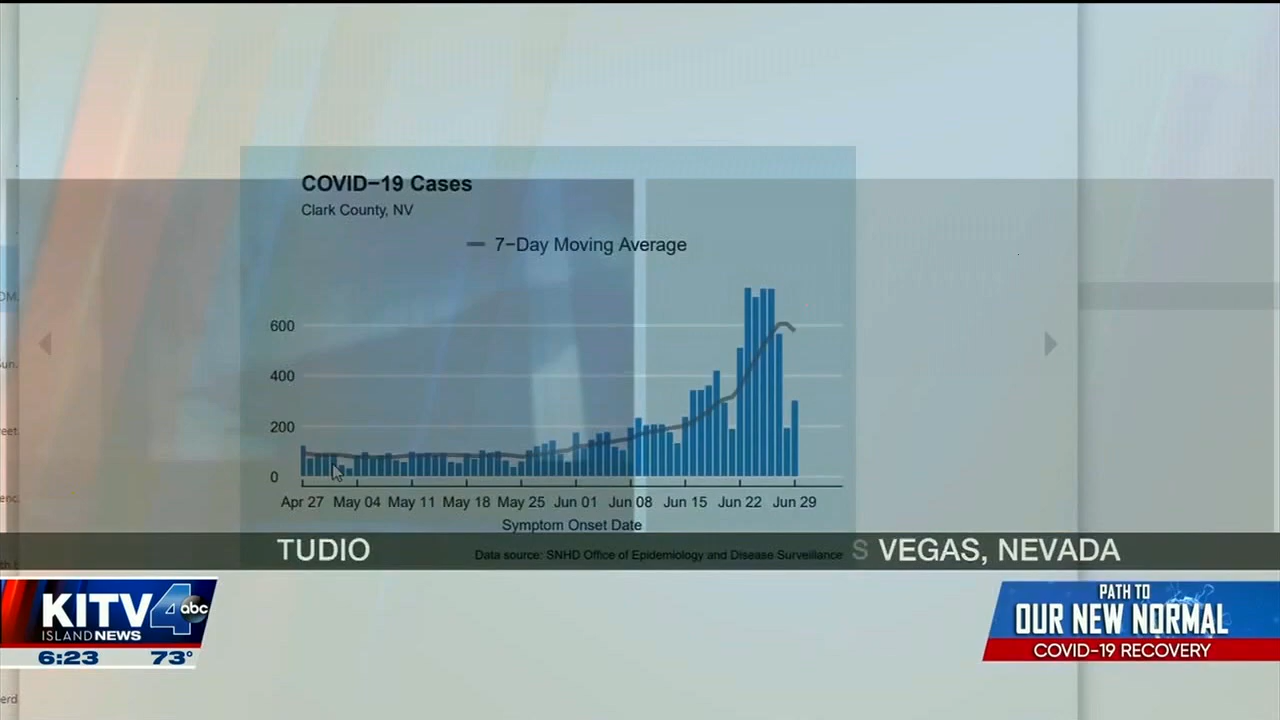 COVID−19 Cases
Clark County, NV
7−Day Moving Average
600
400
200
0
Apr 27 May 04 May 11 May 18 May 25 Jun 01 Jun 08 Jun 15 Jun 22 Jun 29
Symptom Onset Date
Data source: SNHD Office of Epidemiology and Disease Surveillance
TUDIO
S VEGAS, NEVADA
KITV 4 abc
ISLAND NEWS
6:23 73°
PATH TO
OUR NEW NORMAL
COVID-19 RECOVERY